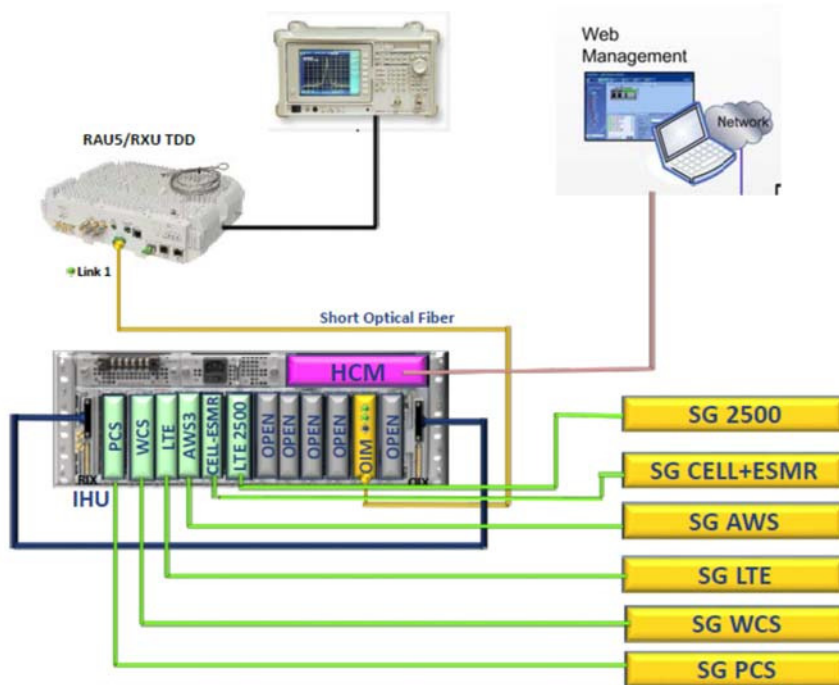 Web
Management
Network
RAU5/RXU TDD
Link 1
Short Optical Fiber
HCM
PCS
WCS
LTE
AWS3
CELL-ESMR
LTE 2500
OPEN
OPEN
OPEN
OPEN
OIM
OPEN
IHU
SG 2500
SG CELL+ESMR
SG AWS
SG LTE
SG WCS
SG PCS